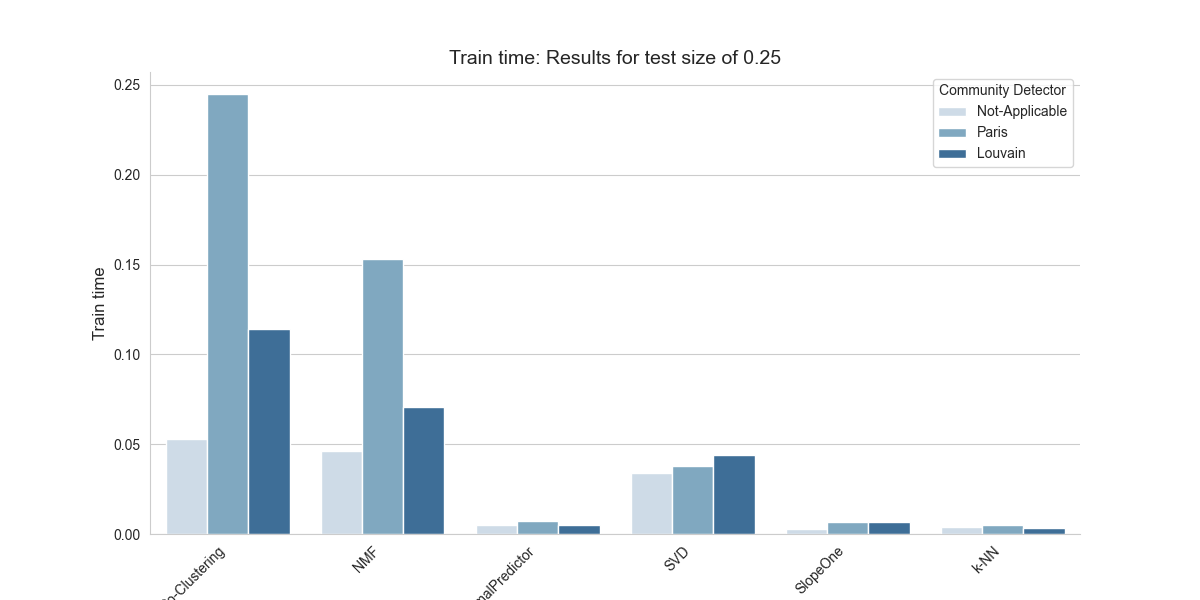 Train time: Results for test size of 0.25
Community Detector
Not-Applicable
Paris
Louvain
Train time
0.25
0.20
0.15
0.10
0.05
0.00
NMF
SVD
SlopeOne
k-NN